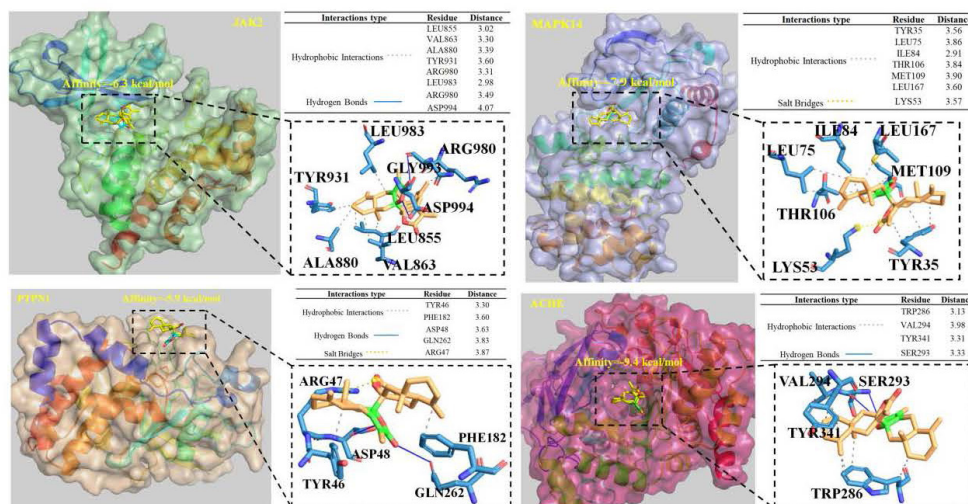 JAK2
Affinity=-6.3 kcal/mol
Interactions type Residue Distance
LEU855 3.02
VAL863 3.30
ALA880 3.39
Hydrophobic Interactions TYR931 3.60
ARG980 3.31
LEU983 2.98
Hydrogen Bonds ARG980 3.49
ASP994 4.07
LEU983
ARG980
GLY993
TYR931
ASP994
LEU855
ALA880
VAL863
MAPK14
Affinity=-7.9 kcal/mol
Interactions type Residue Distance
TYR35 3.56
LEU75 3.86
Hydrophobic Interactions ILE84 2.91
THR106 3.84
MET109 3.90
LEU167 3.60
Salt Bridges LYS53 3.57
ILE84
LEU167
LEU75
MET109
THR106
LYS53
TYR35
PTPN1
Affinity=-5.9 kcal/mol
Interactions type Residue Distance
Hydrophobic Interactions TYR46 3.30
PHE182 3.60
Hydrogen Bonds ASP48 3.63
GLN262 3.83
Salt Bridges ARG47 3.87
ARG47
PHE182
ASP48
TYR46
GLN262
ACHE
Affinity=-9.4 kcal/mol
Interactions type Residue Distance
TRP286 3.13
Hydrophobic Interactions VAL294 3.98
TYR341 3.31
Hydrogen Bonds SER293 3.33
VAL294
SER293
TYR341
TRP286